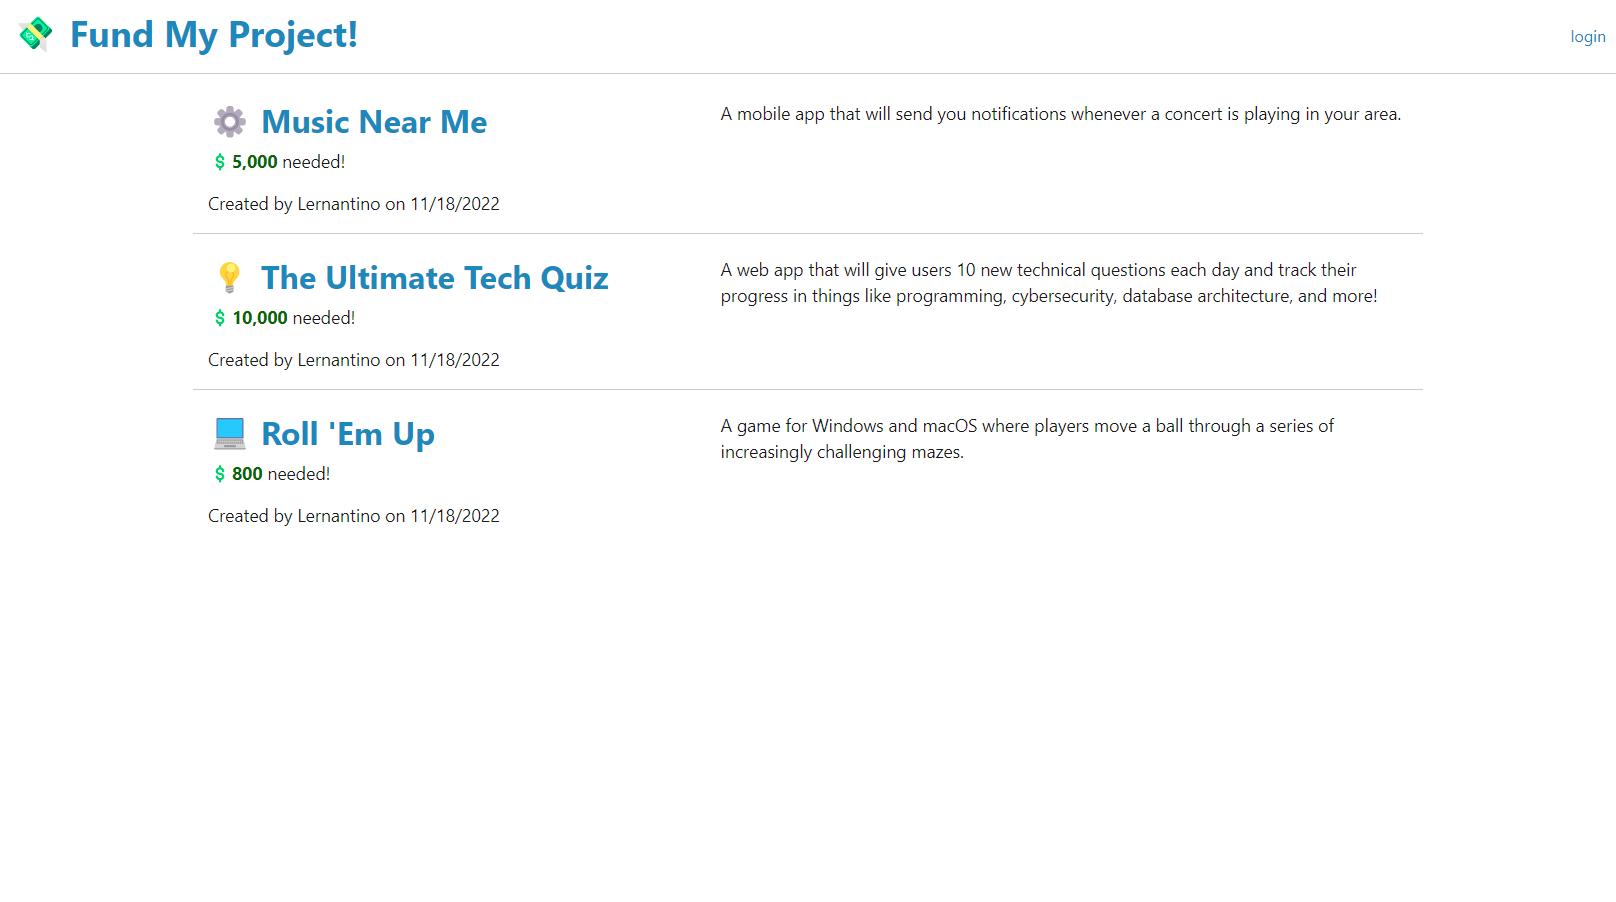 Fund My Project!
login
Music Near Me
$ 5,000 needed!
Created by Lernantino on 11/18/2022
A mobile app that will send you notifications whenever a concert is playing in your area.
The Ultimate Tech Quiz
$ 10,000 needed!
Created by Lernantino on 11/18/2022
A web app that will give users 10 new technical questions each day and track their
progress in things like programming, cybersecurity, database architecture, and more!
Roll 'Em Up
$ 800 needed!
Created by Lernantino on 11/18/2022
A game for Windows and macOS where players move a ball through a series of
increasingly challenging mazes.